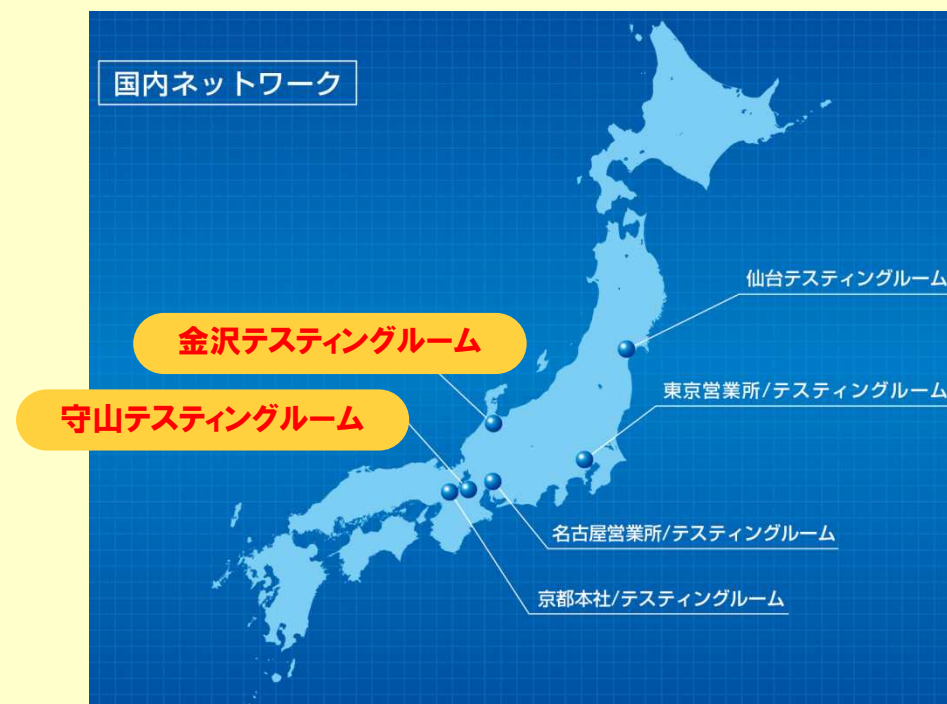 国内ネットワーク
仙台テスティングルーム
金沢テスティングルーム
東京営業所/テスティングルーム
守山テスティングルーム
名古屋営業所/テスティングルーム
京都本社/テスティングルーム